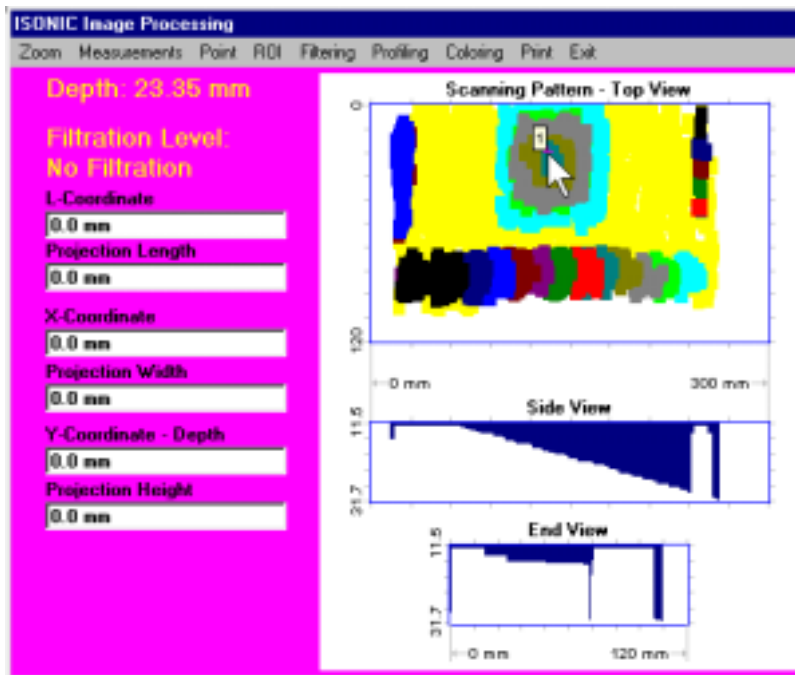 ISONIC Image Processing
Zoom Measurements Point ROI Filtering Profiling Coloring Print Exit
Depth: 23.35 mm
Filtration Level:
No Filtration
L-Coordinate
0.0 mm
Projection Length
0.0 mm
X-Coordinate
0.0 mm
Projection Width
0.0 mm
Y-Coordinate - Depth
0.0 mm
Projection Height
0.0 mm
Scanning Pattern - Top View
0
1
120
0 mm 300 mm
Side View
11.5
31.7
End View
11.5
31.7
0 mm 120 mm